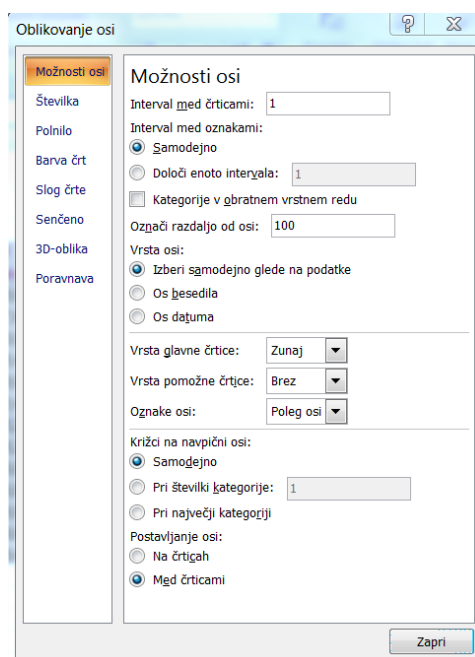 Oblikovanje osi
Možnosti osi
Številka
Polnilo
Barva črt
Slog črte
Senčeno
3D-oblika
Poravnava
Možnosti osi
Interval med črticami: 1
Interval med oznakami:
Samodejno
Določi enoto intervala: 1
Kategorije v obratnem vrstnem redu
Označi razdaljo od osi: 100
Vrsta osi:
Izberi samodejno glede na podatke
Os besedila
Os datuma
Vrsta glavne črtice: Zunaj
Vrsta pomožne črtice: Brez
Oznake osi: Poleg osi
Križci na navpični osi:
Samodejno
Pri številki kategorije: 1
Pri največji kategoriji
Postavljanje osi:
Na črticah
Med črticami
Zapri